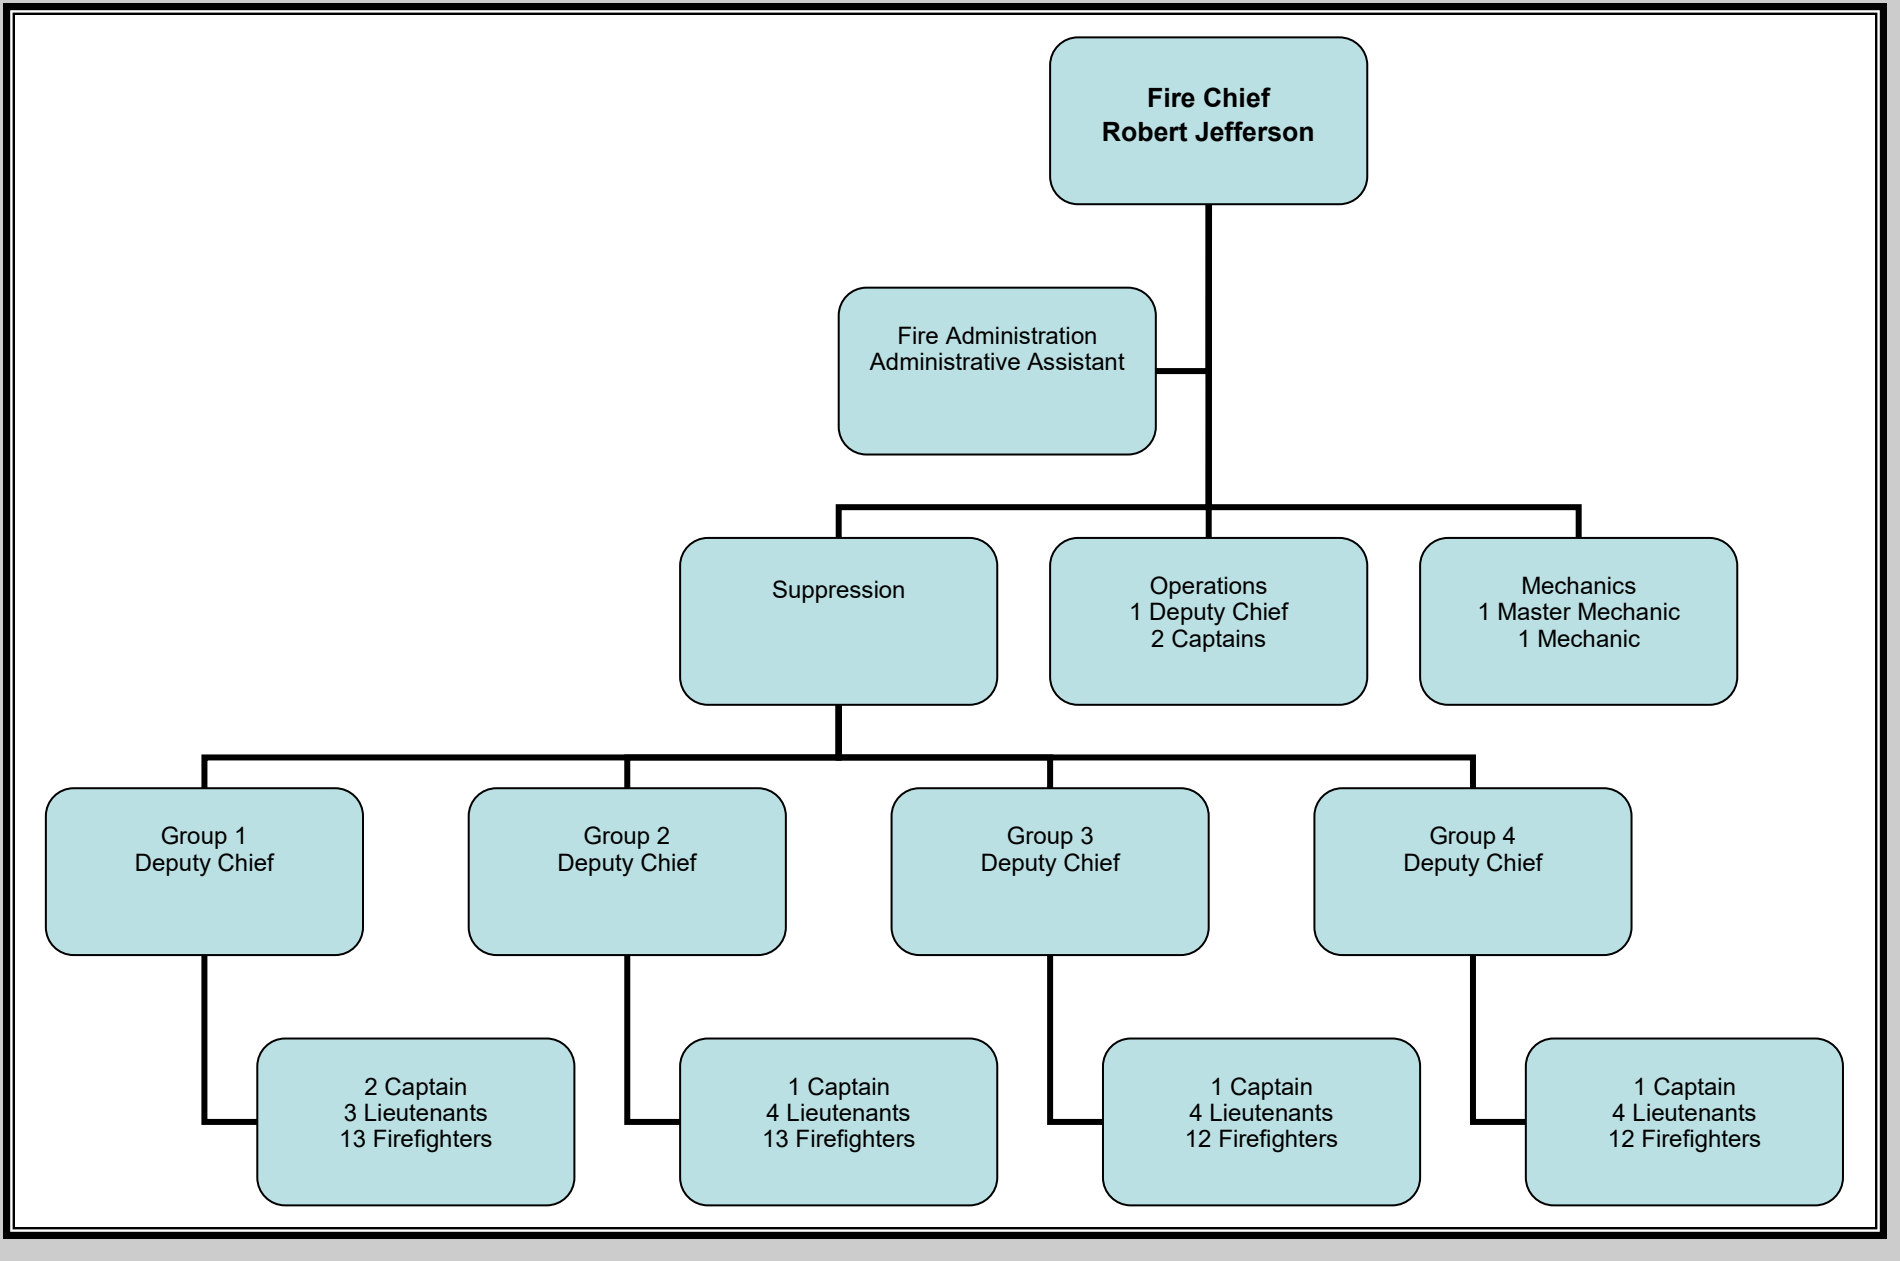 Fire Chief
Robert Jefferson
Fire Administration
Administrative Assistant
Suppression
Operations
1 Deputy Chief
2 Captains
Mechanics
1 Master Mechanic
1 Mechanic
Group 1
Deputy Chief
Group 2
Deputy Chief
Group 3
Deputy Chief
Group 4
Deputy Chief
2 Captain
3 Lieutenants
13 Firefighters
1 Captain
4 Lieutenants
13 Firefighters
1 Captain
4 Lieutenants
12 Firefighters
1 Captain
4 Lieutenants
12 Firefighters